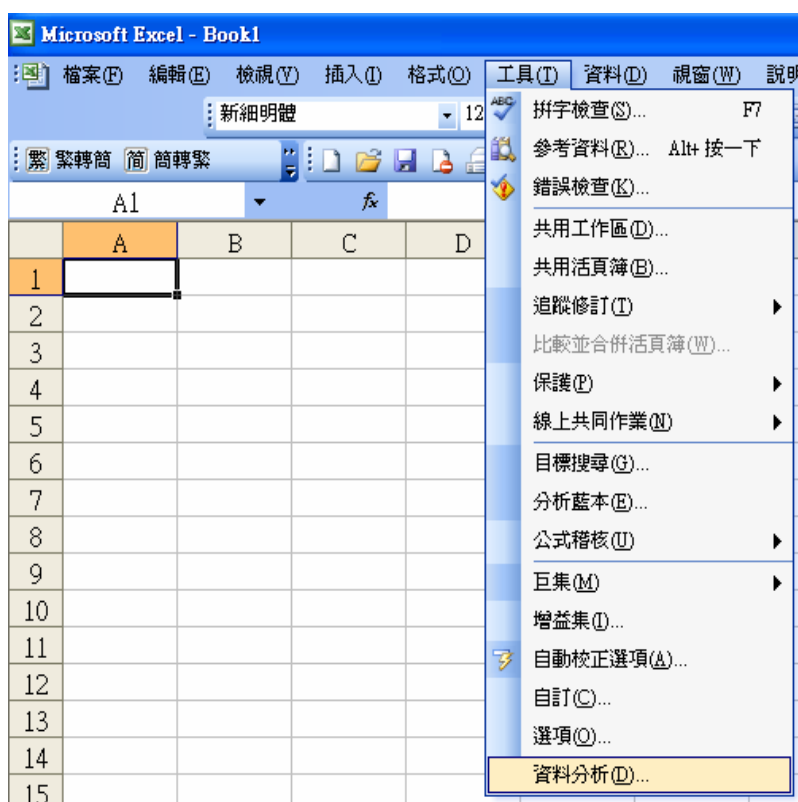 Microsoft Excel - Book1
檔案(F) 編輯(E) 檢視(V) 插入(I) 格式(O) 工具(T) 資料(D) 視窗(W) 說明
新細明體 12
繁 繁轉簡 简 簡轉繁
A1 fx
A B C D
1
2
3
4
5
6
7
8
9
10
11
12
13
14
15
ABC 拼字檢查(S)... F7
參考資料(R)... Alt+ 按一下
錯誤檢查(K)...
共用工作區(D)...
共用活頁簿(B)...
追蹤修訂(T)
比較並合併活頁簿(W)...
保護(P)
線上共同作業(N)
目標搜尋(G)...
分析藍本(E)...
公式稽核(U)
巨集(M)
增益集(I)...
自動校正選項(A)...
自訂(C)...
選項(O)...
資料分析(D)...